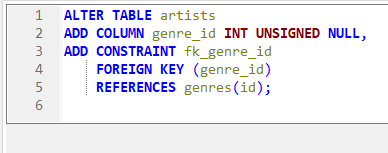 1 ALTER TABLE artists
2 ADD COLUMN genre_id INT UNSIGNED NULL,
3 ADD CONSTRAINT fk_genre_id
4     FOREIGN KEY (genre_id)
5     REFERENCES genres(id);
6